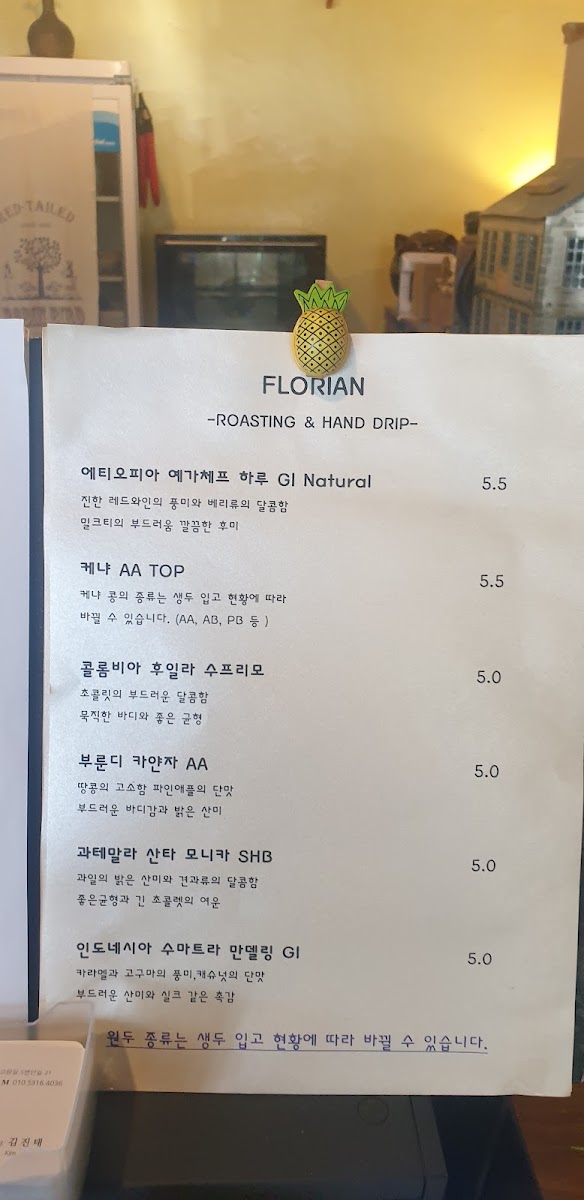 RED-TAILED
FLORIAN
-ROASTING & HAND DRIP-
에티오피아 예가체프 하루 G1 Natural 5.5
진한 레드와인의 풍미와 베리류의 달콤함
밀크티의 부드러움 깔끔한 후미
케냐 AA TOP 5.5
케냐 콩의 종류는 생두 입고 현황에 따라
바뀔 수 있습니다. (AA, AB, PB 등 )
콜롬비아 후일라 수프리모 5.0
초콜릿의 부드러운 달콤함
묵직한 바디와 좋은 균형
부룬디 카얀자 AA 5.0
땅콩의 고소함 파인애플의 단맛
부드러운 바디감과 밝은 산미
과테말라 산타 모니카 SHB 5.0
과일의 밝은 산미와 견과류의 달콤함
좋은균형과 긴 초콜렛의 여운
인도네시아 수마트라 만델링 G1 5.0
카라멜과 고구마의 풍미,캐슈넛의 단맛
부드러운 산미와 실크 같은 촉감
원두 종류는 생두 입고 현황에 따라 바뀔 수 있습니다.
M 010.5316.4036
김진태
Kim